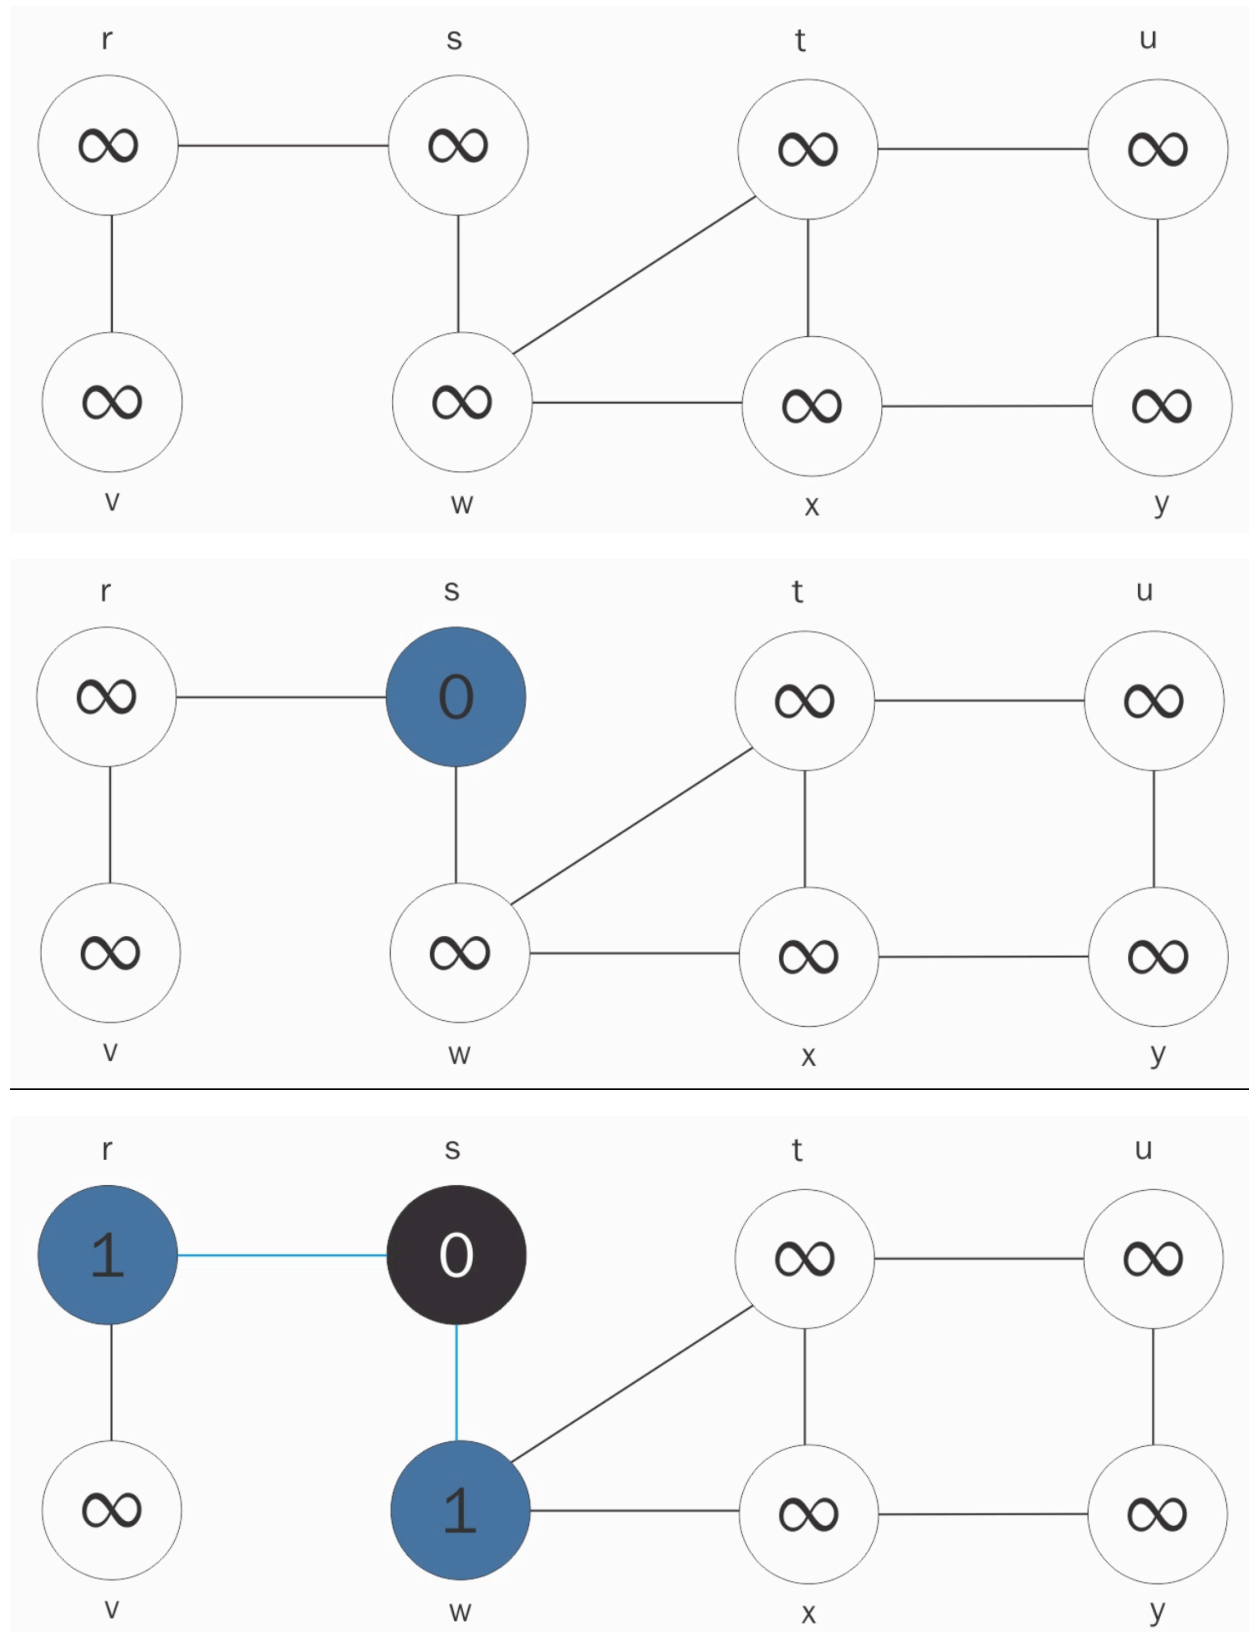 r s t u
∞ ∞ ∞ ∞
∞ ∞ ∞ ∞
v w x y
r s t u
∞ 0 ∞ ∞
∞ ∞ ∞ ∞
v w x y
r s t u
1 0 ∞ ∞
∞ 1 ∞ ∞
v w x y